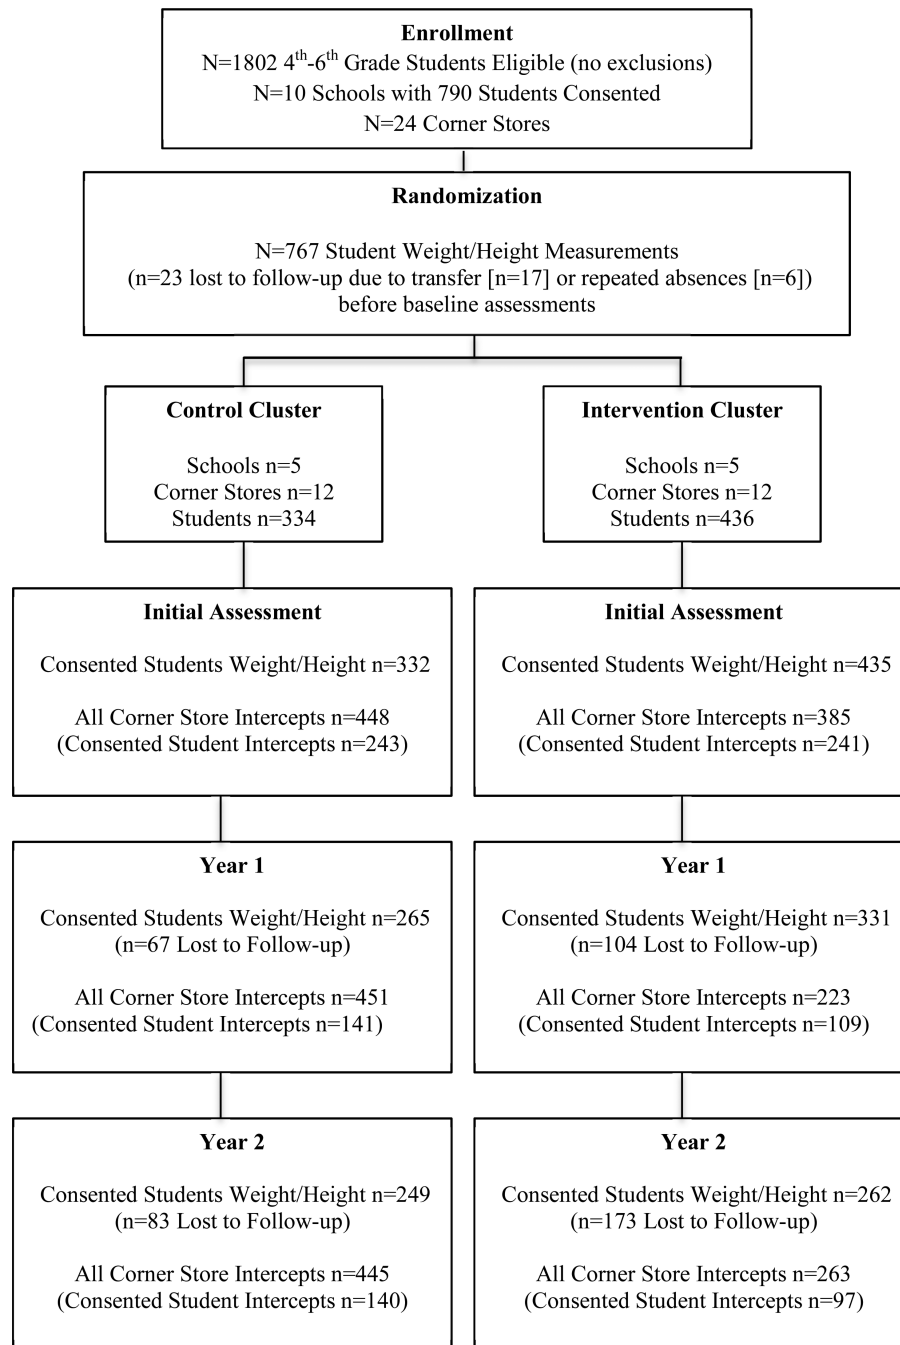 Enrollment
N=1802 4th-6th Grade Students Eligible (no exclusions)
N=10 Schools with 790 Students Consented
N=24 Corner Stores
Randomization
N=767 Student Weight/Height Measurements
(n=23 lost to follow-up due to transfer [n=17] or repeated absences [n=6])
before baseline assessments
Control Cluster
Schools n=5
Corner Stores n=12
Students n=334
Intervention Cluster
Schools n=5
Corner Stores n=12
Students n=436
Initial Assessment
Consented Students Weight/Height n=332
All Corner Store Intercepts n=448
(Consented Student Intercepts n=243)
Initial Assessment
Consented Students Weight/Height n=435
All Corner Store Intercepts n=385
(Consented Student Intercepts n=241)
Year 1
Consented Students Weight/Height n=265
(n=67 Lost to Follow-up)
All Corner Store Intercepts n=451
(Consented Student Intercepts n=141)
Year 1
Consented Students Weight/Height n=331
(n=104 Lost to Follow-up)
All Corner Store Intercepts n=223
(Consented Student Intercepts n=109)
Year 2
Consented Students Weight/Height n=249
(n=83 Lost to Follow-up)
All Corner Store Intercepts n=445
(Consented Student Intercepts n=140)
Year 2
Consented Students Weight/Height n=262
(n=173 Lost to Follow-up)
All Corner Store Intercepts n=263
(Consented Student Intercepts n=97)